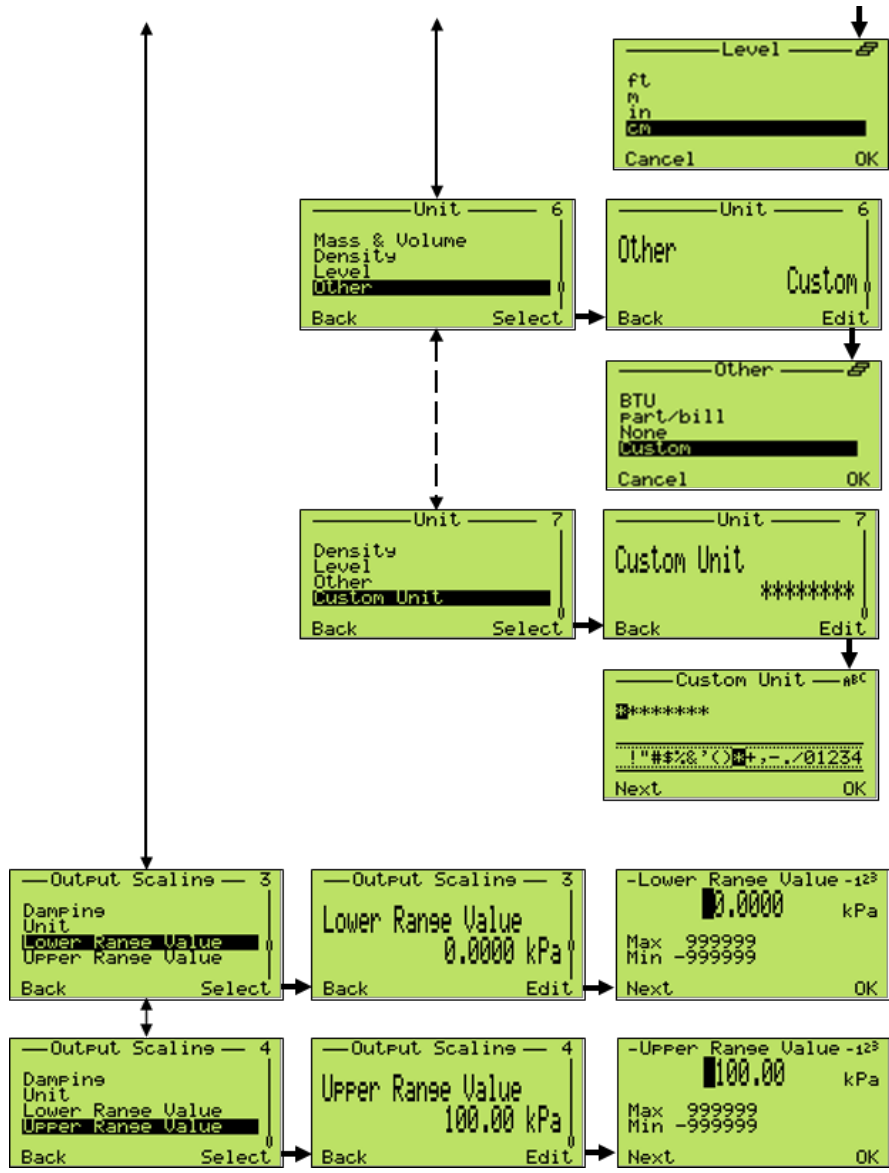 Level
ft
m
in
cm
Cancel OK
Unit 6
Mass & Volume
Density
Level
Other
Back Select
Unit 6
Other
Custom
Back Edit
Other
BTU
part/bill
None
Custom
Cancel OK
Unit 7
Density
Level
Other
Custom Unit
Back Select
Unit 7
Custom Unit
********
Back Edit
Custom Unit ABC
********
!"#$%&'()*+,-./01234
Next OK
Output Scaling 3
Damping
Unit
Lower Range Value
Upper Range Value
Back Select
Output Scaling 3
Lower Range Value
0.0000 kPa
Back Edit
-Lower Range Value -123
0.0000 kPa
Max 999999
Min -999999
Next OK
Output Scaling 4
Damping
Unit
Lower Range Value
Upper Range Value
Back Select
Output Scaling 4
Upper Range Value
100.00 kPa
Back Edit
-Upper Range Value -123
100.00 kPa
Max 999999
Min -999999
Next OK